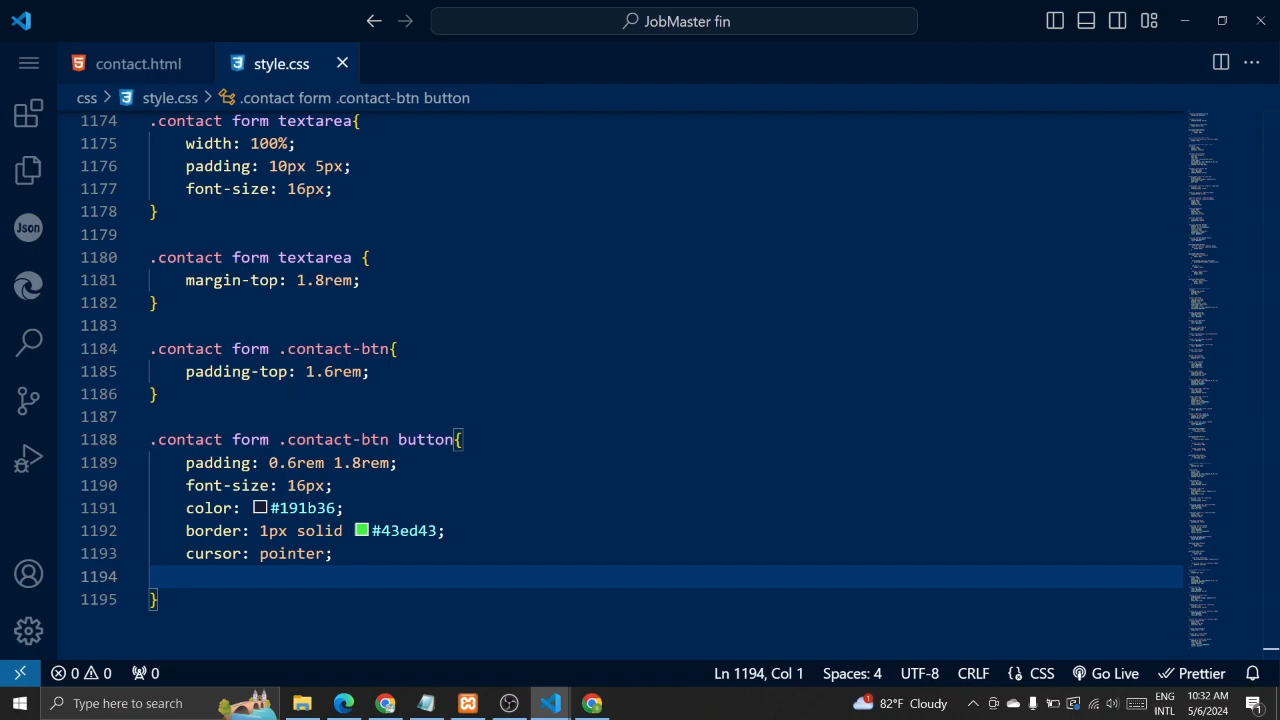 JobMaster fin
contact.html
style.css
css > style.css > .contact form .contact-btn button
1174 .contact form textarea{
1175 width: 100%;
1176 padding: 10px 5px;
1177 font-size: 16px;
1178 }
1179
1180 .contact form textarea {
1181 margin-top: 1.8rem;
1182 }
1183
1184 .contact form .contact-btn{
1185 padding-top: 1.6rem;
1186 }
1187
1188 .contact form .contact-btn button{
1189 padding: 0.6rem 1.8rem;
1190 font-size: 16px;
1191 color: #191b36;
1192 border: 1px solid #43ed43;
1193 cursor: pointer;
1194
1195 }
Json
0 0 0 Ln 1194, Col 1 Spaces: 4 UTF-8 CRLF {} CSS Go Live Prettier
Type here to search
1 82°F Cloudy
ENG
INTL
10:32 AM
5/6/2024
1